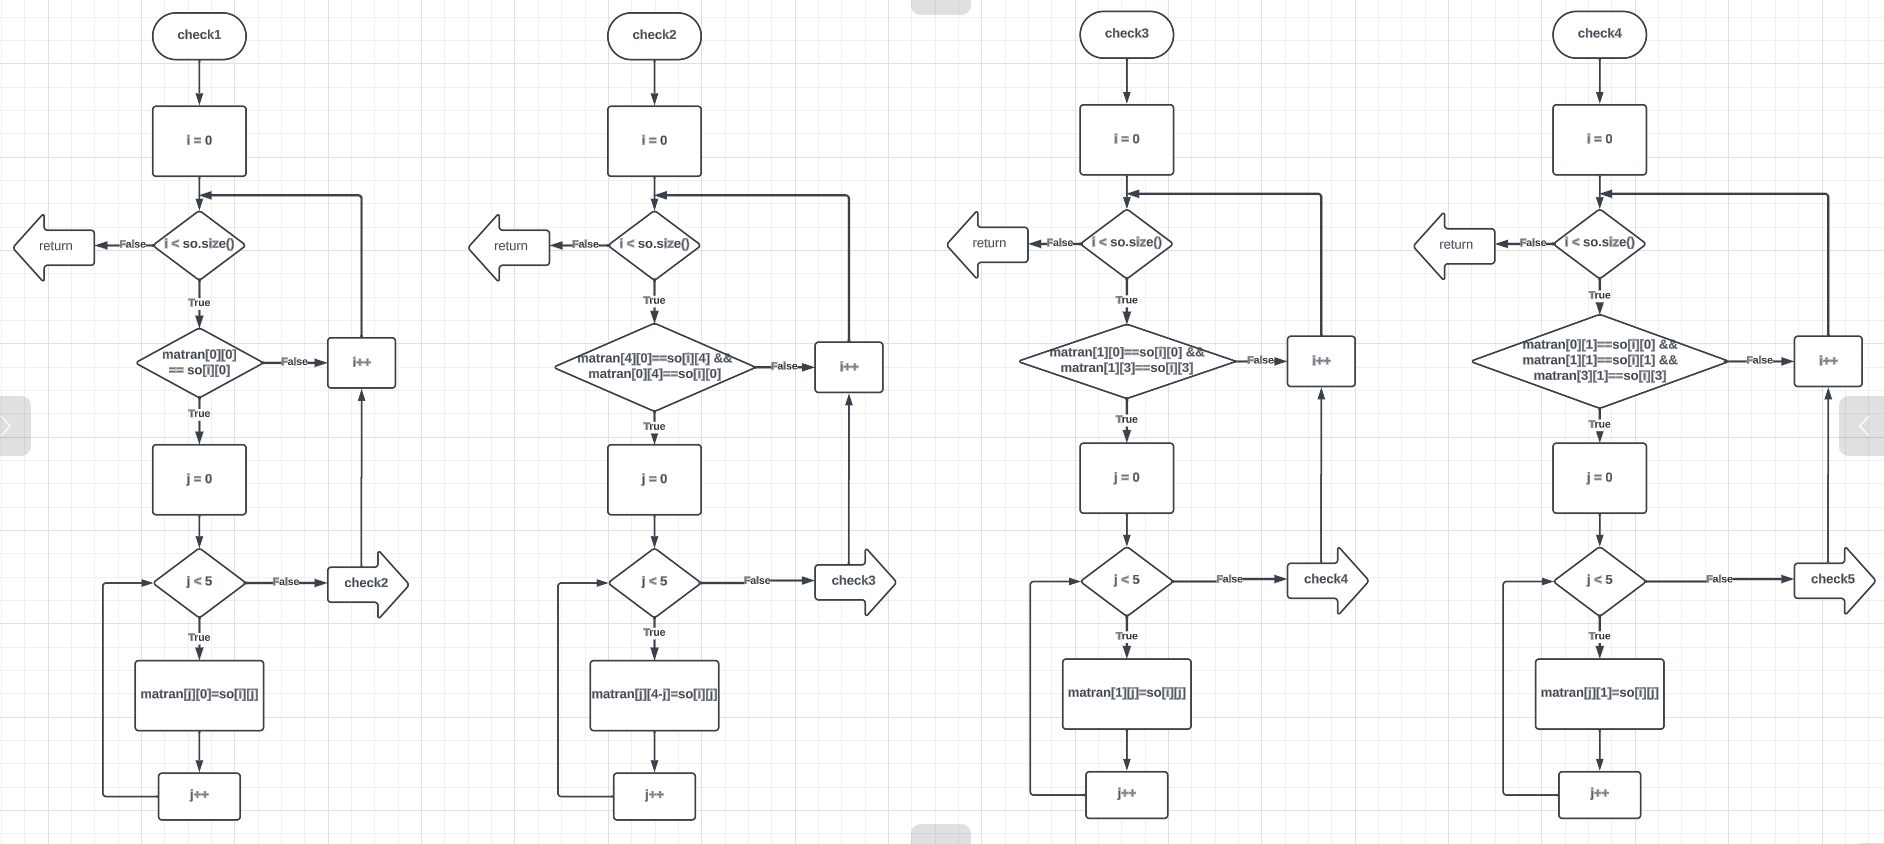 check1
i = 0
i < so.size()
False
return
True
matran[0][0]
== so[i][0]
False
i++
True
j = 0
j < 5
False
check2
True
matran[j][0]=so[i][j]
j++
check2
i = 0
i < so.size()
False
return
True
matran[4][0]==so[i][4] &&
matran[0][4]==so[i][0]
False
i++
True
j = 0
j < 5
False
check3
True
matran[j][4-j]=so[i][j]
j++
check3
i = 0
i < so.size()
False
return
True
matran[1][0]==so[i][0] &&
matran[1][3]==so[i][3]
False
i++
True
j = 0
j < 5
False
check4
True
matran[1][j]=so[i][j]
j++
check4
i = 0
i < so.size()
False
return
True
matran[0][1]==so[i][0] &&
matran[1][1]==so[i][1] &&
matran[3][1]==so[i][3]
False
i++
True
j = 0
j < 5
False
check5
True
matran[j][1]=so[i][j]
j++